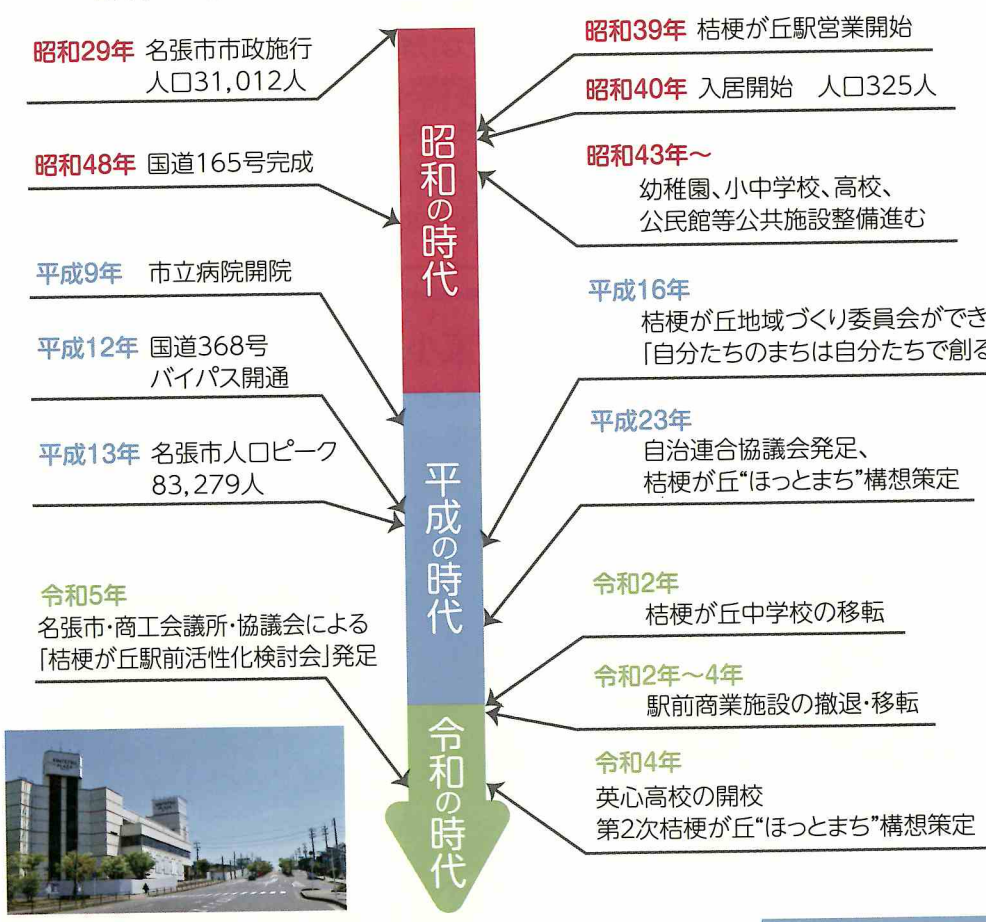 昭和29年 名張市市政施行
人口31,012人
昭和48年 国道165号完成
平成9年 市立病院開院
平成12年 国道368号
バイパス開通
平成13年 名張市人口ピーク
83,279人
令和5年
名張市・商工会議所・協議会による
「桔梗が丘駅前活性化検討会」発足
昭和の時代
平成の時代
令和の時代
昭和39年 桔梗が丘駅営業開始
昭和40年 入居開始 人口325人
昭和43年～
幼稚園、小中学校、高校、
公民館等公共施設整備進む
平成16年
桔梗が丘地域づくり委員会ができ
「自分たちのまちは自分たちで創る
平成23年
自治連合協議会発足、
桔梗が丘“ほっとまち”構想策定
令和2年
桔梗が丘中学校の移転
令和2年～4年
駅前商業施設の撤退・移転
令和4年
英心高校の開校
第2次桔梗が丘“ほっとまち”構想策定